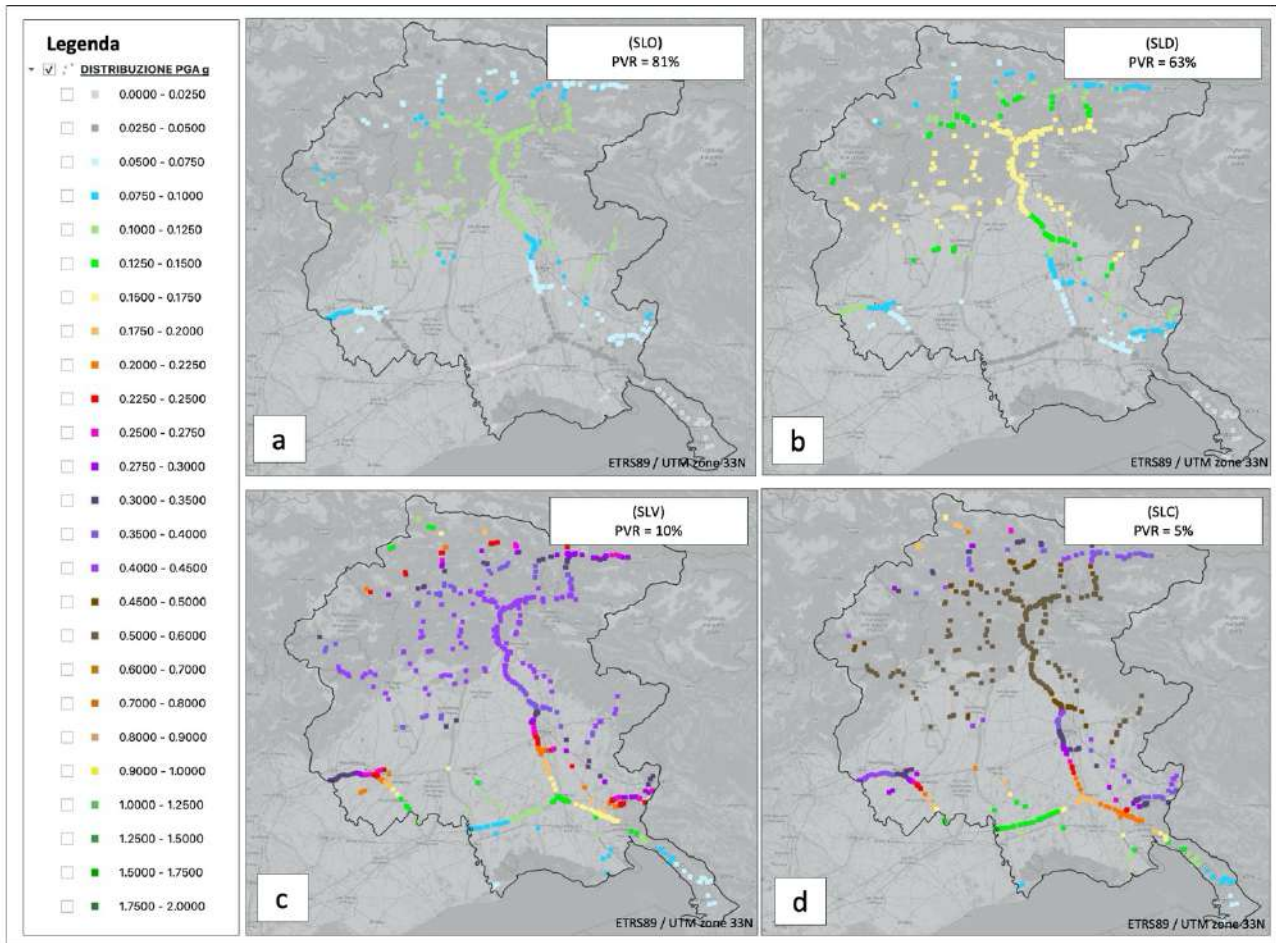 Legenda
DISTRIBUZIONE PGA g
0.0000 - 0.0250
0.0250 - 0.0500
0.0500 - 0.0750
0.0750 - 0.1000
0.1000 - 0.1250
0.1250 - 0.1500
0.1500 - 0.1750
0.1750 - 0.2000
0.2000 - 0.2250
0.2250 - 0.2500
0.2500 - 0.2750
0.2750 - 0.3000
0.3000 - 0.3500
0.3500 - 0.4000
0.4000 - 0.4500
0.4500 - 0.5000
0.5000 - 0.6000
0.6000 - 0.7000
0.7000 - 0.8000
0.8000 - 0.9000
0.9000 - 1.0000
1.0000 - 1.2500
1.2500 - 1.5000
1.5000 - 1.7500
1.7500 - 2.0000
(SLO)
PVR = 81%
a
ETRS89 / UTM zone 33N
(SLD)
PVR = 63%
b
ETRS89 / UTM zone 33N
(SLV)
PVR = 10%
c
ETRS89 / UTM zone 33N
(SLC)
PVR = 5%
d
ETRS89 / UTM zone 33N